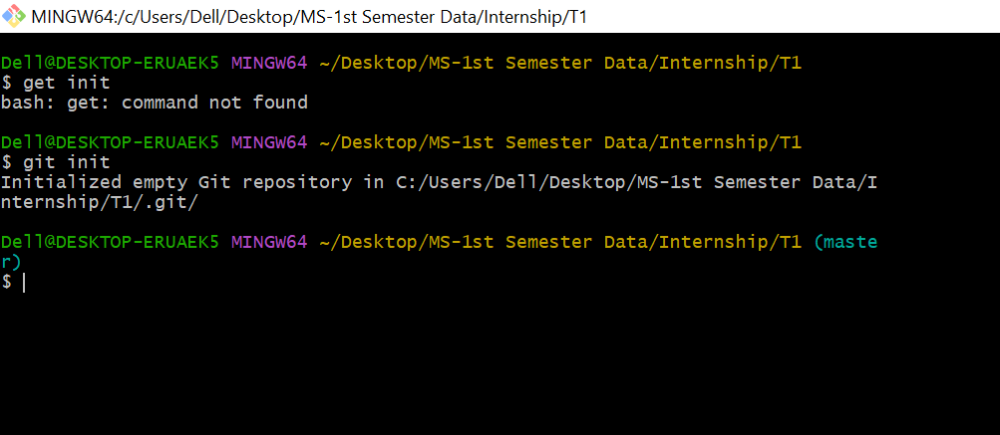 MINGW64:/c/Users/Dell/Desktop/MS-1st Semester Data/Internship/T1
Dell@DESKTOP-ERUAEK5 MINGW64 ~/Desktop/MS-1st Semester Data/Internship/T1
$ get init
bash: get: command not found
Dell@DESKTOP-ERUAEK5 MINGW64 ~/Desktop/MS-1st Semester Data/Internship/T1
$ git init
Initialized empty Git repository in C:/Users/Dell/Desktop/MS-1st Semester Data/I
nternship/T1/.git/
Dell@DESKTOP-ERUAEK5 MINGW64 ~/Desktop/MS-1st Semester Data/Internship/T1 (maste
r)
$